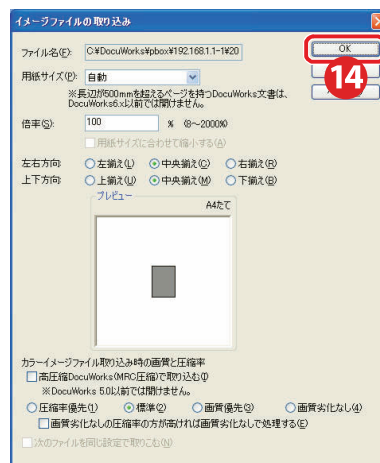 イメージファイルの取り込み
ファイル名(F): C:¥DocuWorks¥pbox¥192.168.1.1-1¥20
OK
用紙サイズ(P): 自動
14
※長辺が500mmを超えるページを持つDocuWorks文書は、
DocuWorks6.x以前では開けません。
倍率(S): 100 % (8～2000%)
用紙サイズに合わせて縮小する(A)
左右方向: 左揃え(L) 中央揃え(C) 右揃え(R)
上下方向: 上揃え(U) 中央揃え(M) 下揃え(B)
プレビュー
A4たて
カラーイメージファイル取り込み時の画質と圧縮率
高圧縮DocuWorks(MRC圧縮)で取り込む(I)
※DocuWorks 5.0以前では開けません。
圧縮率優先(1) 標準(2) 画質優先(3) 画質劣化なし(4)
画質劣化なしの圧縮率の方が高ければ画質劣化なしで処理する(E)
次のファイルを同じ設定で取りこむ(N)